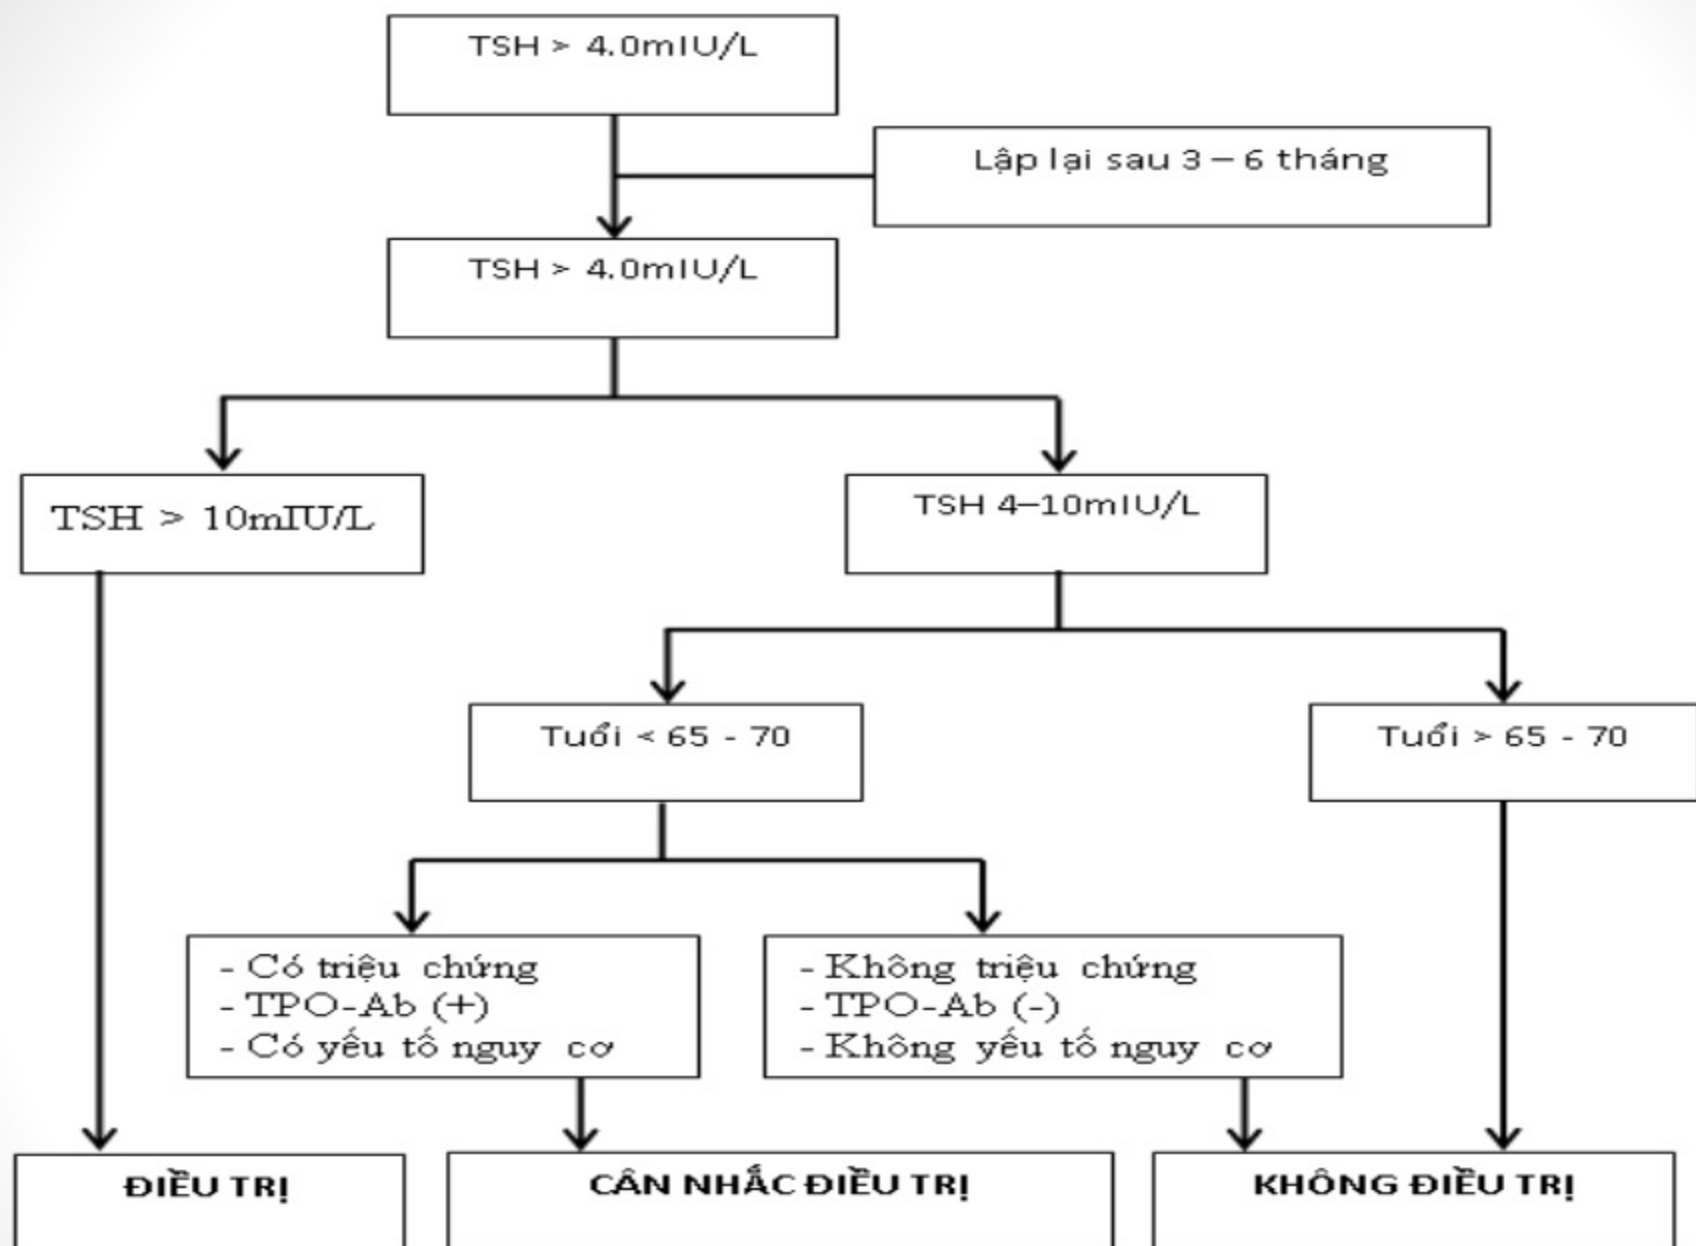 TSH > 4.0mIU/L
Lập lại sau 3 – 6 tháng
TSH > 4.0mIU/L
TSH > 10mIU/L
TSH 4–10mIU/L
Tuổi < 65 - 70
Tuổi > 65 - 70
- Có triệu chứng
- TPO-Ab (+)
- Có yếu tố nguy cơ
- Không triệu chứng
- TPO-Ab (-)
- Không yếu tố nguy cơ
ĐIỀU TRỊ
CÂN NHẮC ĐIỀU TRỊ
KHÔNG ĐIỀU TRỊ